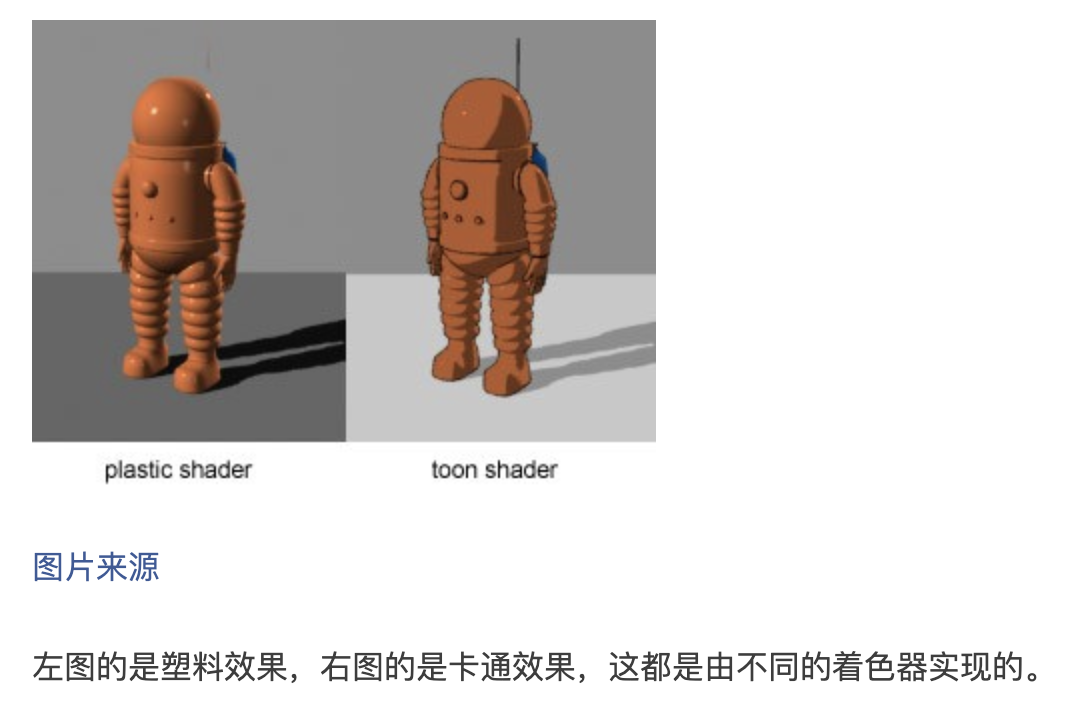 plastic shader
toon shader
图片来源
左图的是塑料效果，右图的是卡通效果，这都是由不同的着色器实现的。